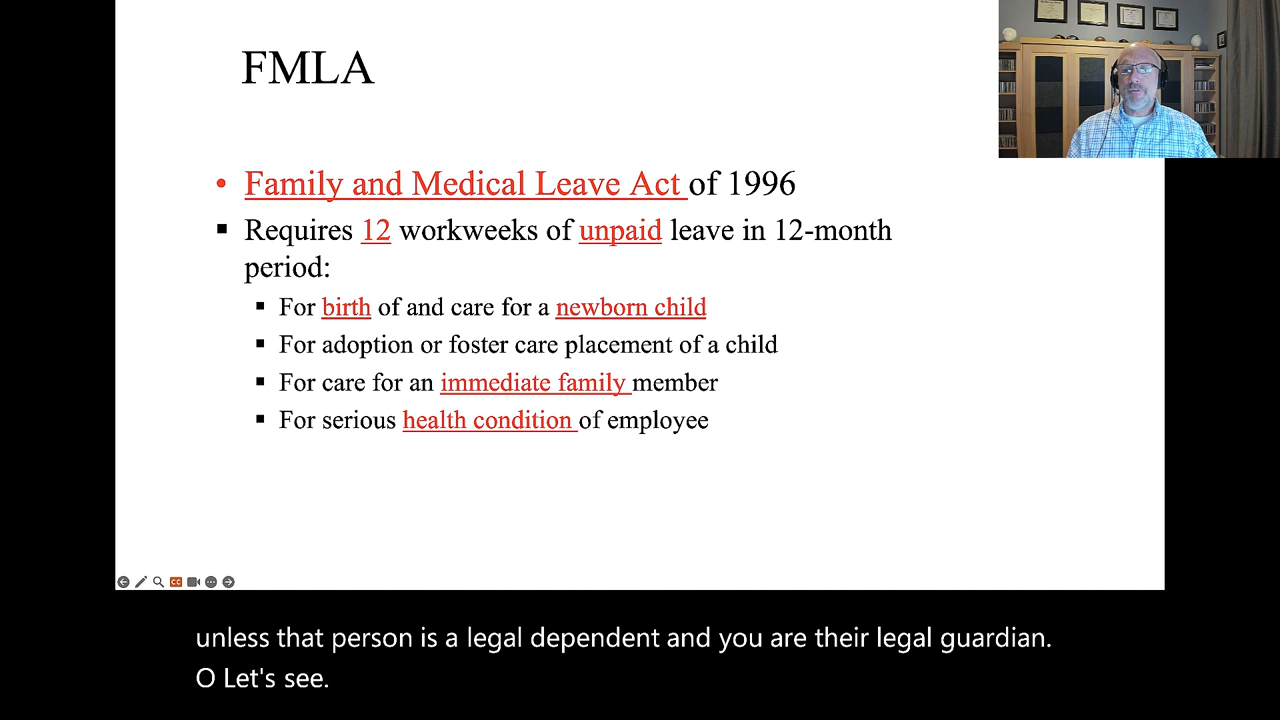 FMLA
• Family and Medical Leave Act of 1996
▪ Requires 12 workweeks of unpaid leave in 12-month
period:
▪ For birth of and care for a newborn child
▪ For adoption or foster care placement of a child
▪ For care for an immediate family member
▪ For serious health condition of employee
CC
unless that person is a legal dependent and you are their legal guardian.
O Let's see.